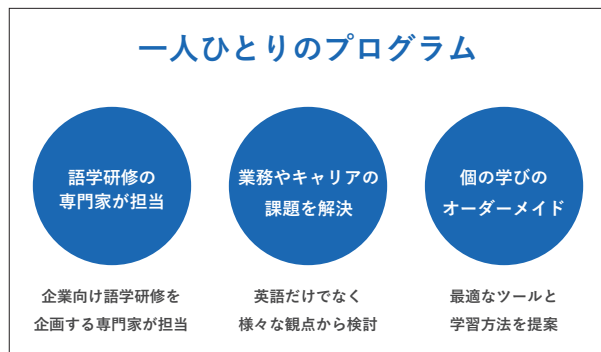 一人ひとりのプログラム
語学研修の
専門家が担当
業務やキャリアの
課題を解決
個の学びの
オーダーメイド
企業向け語学研修を
企画する専門家が担当
英語だけでなく
様々な観点から検討
最適なツールと
学習方法を提案